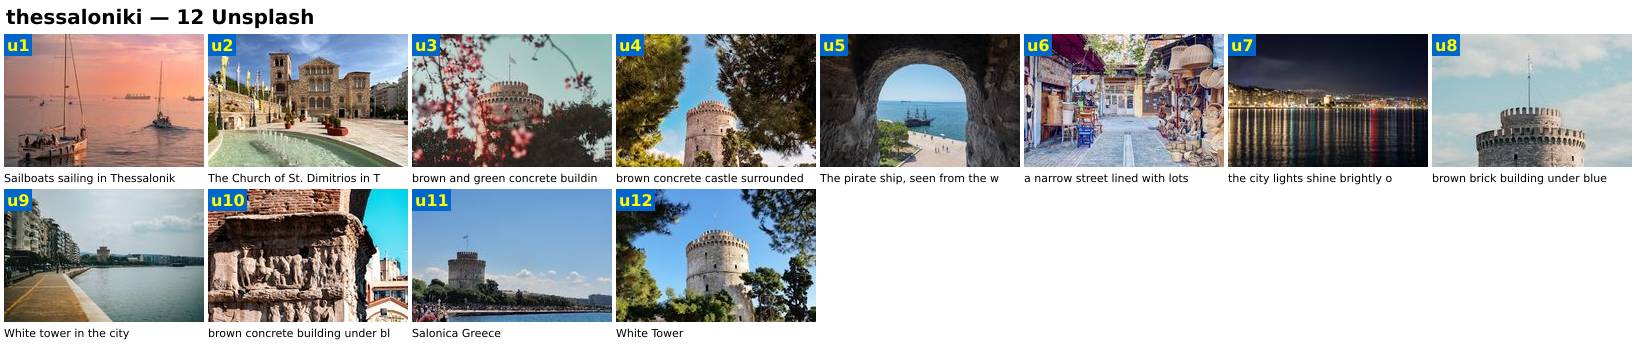 thessaloniki — 12 Unsplash
u1
u2
u3
u4
u5
u6
u7
u8
Sailboats sailing in Thessalonik
The Church of St. Dimitrios in T
brown and green concrete buildin
brown concrete castle surrounded
The pirate ship, seen from the w
a narrow street lined with lots
the city lights shine brightly o
brown brick building under blue
u9
u10
u11
u12
White tower in the city
brown concrete building under bl
Salonica Greece
White Tower